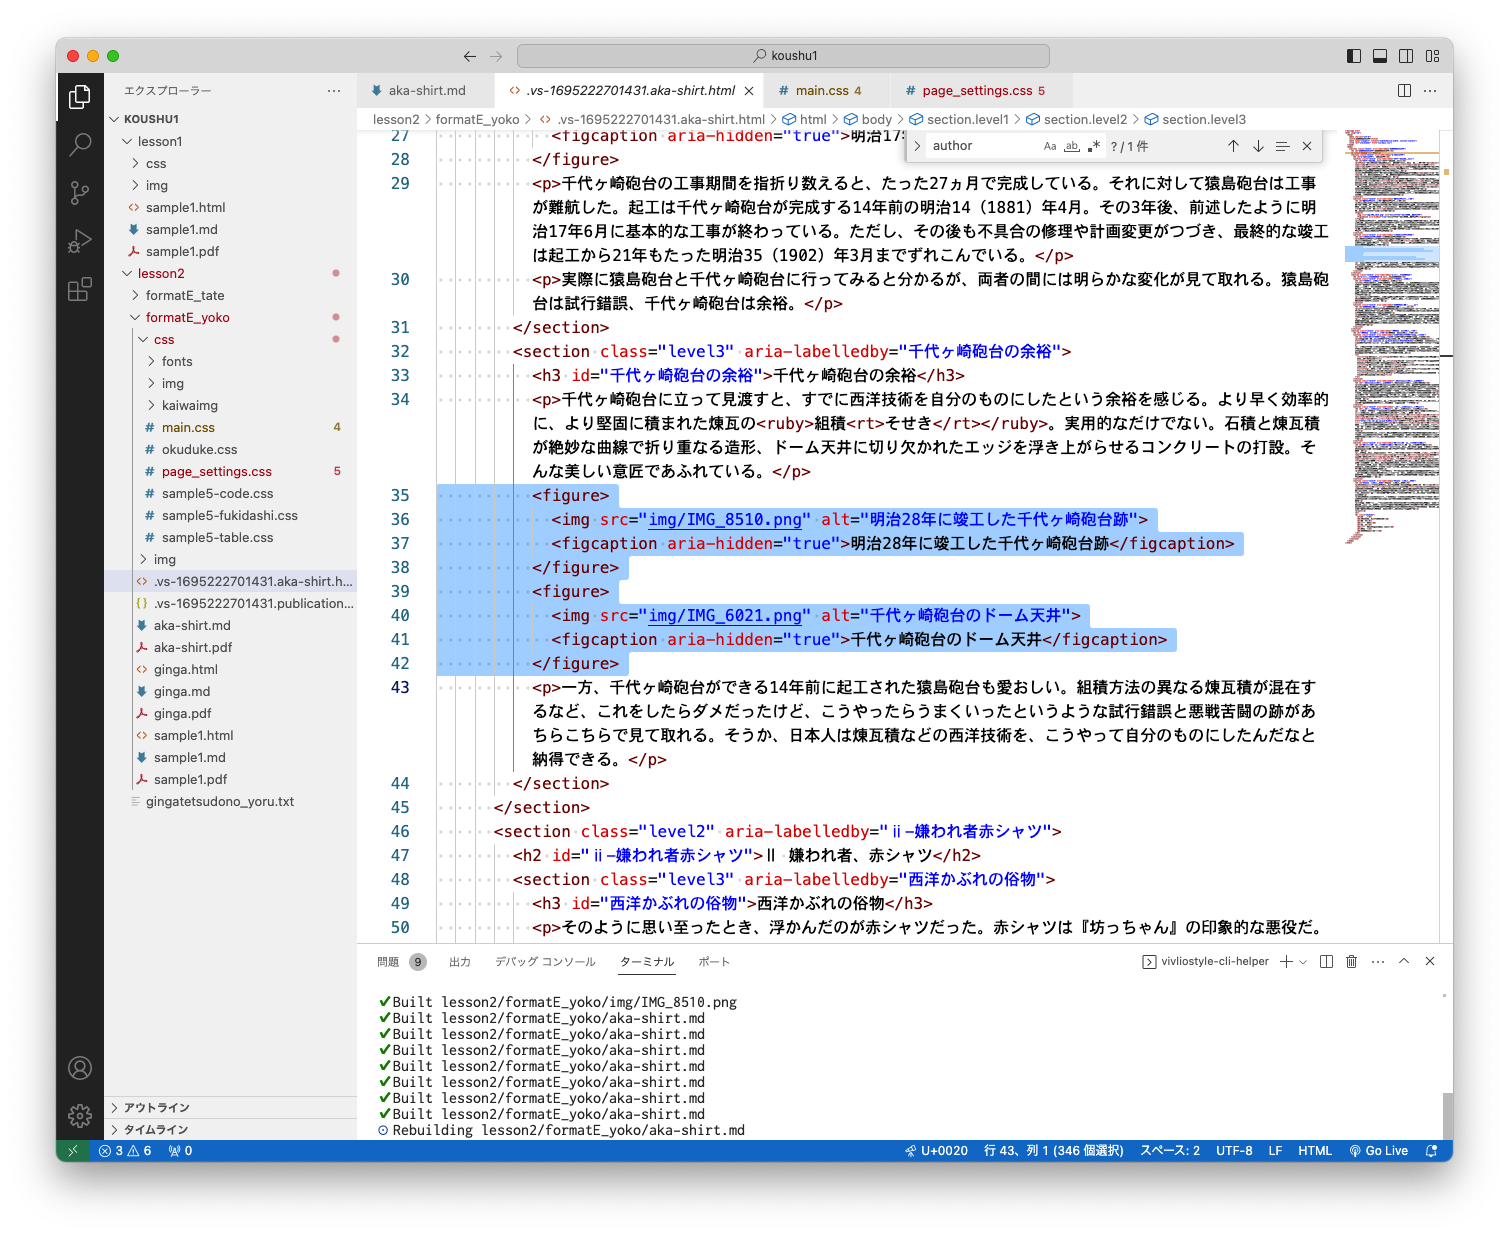 koushu1
エクスプローラー
KOUSHU1
lesson1
css
img
sample1.html
sample1.md
sample1.pdf
lesson2
formatE_tate
formatE_yoko
css
fonts
img
kaiwaimg
main.css 4
okuduke.css
page_settings.css 5
sample5-code.css
sample5-fukidashi.css
sample5-table.css
img
.vs-1695222701431.aka-shirt.h...
.vs-1695222701431.publication...
aka-shirt.md
aka-shirt.pdf
ginga.html
ginga.md
ginga.pdf
sample1.html
sample1.md
sample1.pdf
gingatetsudono_yoru.txt
アウトライン
タイムライン
aka-shirt.md .vs-1695222701431.aka-shirt.html main.css 4 page_settings.css 5
lesson2 > formatE_yoko > .vs-1695222701431.aka-shirt.html > html > body > section.level1 > section.level2 > section.level3
author Aa ab .* ? / 1 件
27 <figcaption aria-hidden="true">明治17
28 </figure>
29 <p>千代ヶ崎砲台の工事期間を指折り数えると、たった27ヵ月で完成している。それに対して猿島砲台は工事
が難航した。起工は千代ヶ崎砲台が完成する14年前の明治14（1881）年4月。その3年後、前述したように明
治17年6月に基本的な工事が終わっている。ただし、その後も不具合の修理や計画変更がつづき、最終的な竣工
は起工から21年もたった明治35（1902）年3月までずれこんでいる。</p>
30 <p>実際に猿島砲台と千代ヶ崎砲台に行ってみると分かるが、両者の間には明らかな変化が見て取れる。猿島砲
台は試行錯誤、千代ヶ崎砲台は余裕。</p>
31 </section>
32 <section class="level3" aria-labelledby="千代ヶ崎砲台の余裕">
33 <h3 id="千代ヶ崎砲台の余裕">千代ヶ崎砲台の余裕</h3>
34 <p>千代ヶ崎砲台に立って見渡すと、すでに西洋技術を自分のものにしたという余裕を感じる。より早く効率的
に、より堅固に積まれた煉瓦の<ruby>組積<rt>そせき</rt></ruby>。実用的なだけでない。石積と煉瓦積
が絶妙な曲線で折り重なる造形、ドーム天井に切り欠かれたエッジを浮き上がらせるコンクリートの打設。そ
んな美しい意匠であふれている。</p>
35 <figure>
36 <img src="img/IMG_8510.png" alt="明治28年に竣工した千代ヶ崎砲台跡">
37 <figcaption aria-hidden="true">明治28年に竣工した千代ヶ崎砲台跡</figcaption>
38 </figure>
39 <figure>
40 <img src="img/IMG_6021.png" alt="千代ヶ崎砲台のドーム天井">
41 <figcaption aria-hidden="true">千代ヶ崎砲台のドーム天井</figcaption>
42 </figure>
43 <p>一方、千代ヶ崎砲台ができる14年前に起工された猿島砲台も愛おしい。組積方法の異なる煉瓦積が混在す
るなど、これをしたらダメだったけど、こうやったらうまくいったというような試行錯誤と悪戦苦闘の跡があ
ちらこちらで見て取れる。そうか、日本人は煉瓦積などの西洋技術を、こうやって自分のものにしたんだなと
納得できる。</p>
44 </section>
45 </section>
46 <section class="level2" aria-labelledby="ⅱ-嫌われ者赤シャツ">
47 <h2 id="ⅱ-嫌われ者赤シャツ">Ⅱ 嫌われ者、赤シャツ</h2>
48 <section class="level3" aria-labelledby="西洋かぶれの俗物">
49 <h3 id="西洋かぶれの俗物">西洋かぶれの俗物</h3>
50 <p>そのように思い至ったとき、浮かんだのが赤シャツだった。赤シャツは『坊っちゃん』の印象的な悪役だ。
問題 9 出力 デバッグ コンソール ターミナル ポート vivliostyle-cli-helper
✔Built lesson2/formatE_yoko/img/IMG_8510.png
✔Built lesson2/formatE_yoko/aka-shirt.md
✔Built lesson2/formatE_yoko/aka-shirt.md
✔Built lesson2/formatE_yoko/aka-shirt.md
✔Built lesson2/formatE_yoko/aka-shirt.md
✔Built lesson2/formatE_yoko/aka-shirt.md
✔Built lesson2/formatE_yoko/aka-shirt.md
✔Built lesson2/formatE_yoko/aka-shirt.md
Rebuilding lesson2/formatE_yoko/aka-shirt.md
3 6 0 U+0020 行 43、列 1 (346 個選択) スペース: 2 UTF-8 LF HTML Go Live